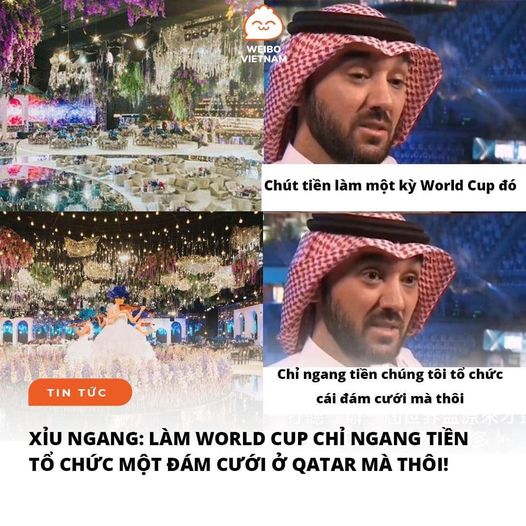 WEIBO
VIETNAM
Chút tiền làm một kỳ World Cup đó
Chỉ ngang tiền chúng tôi tổ chức
cái đám cưới mà thôi
TIN TỨC
XỈU NGANG: LÀM WORLD CUP CHỈ NGANG TIỀN
TỔ CHỨC MỘT ĐÁM CƯỚI Ở QATAR MÀ THÔI!